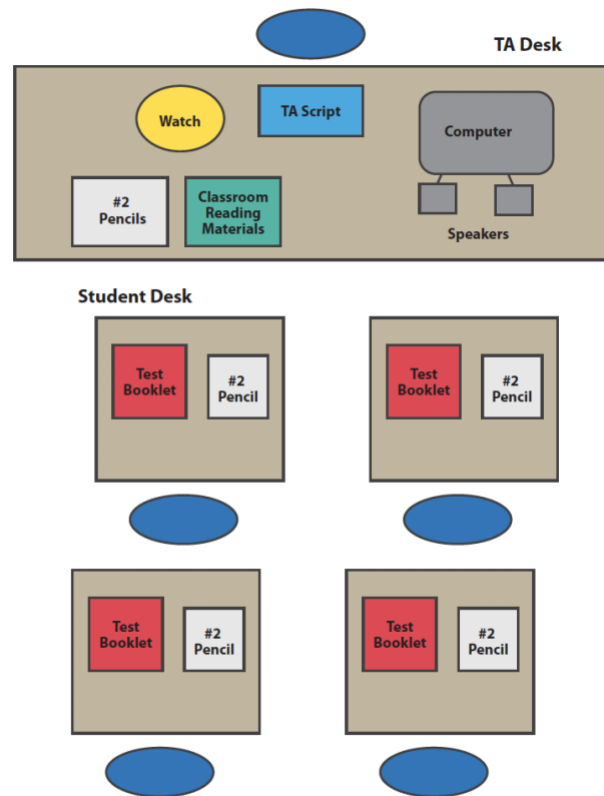 TA Desk
Watch
TA Script
Computer
#2
Pencils
Classroom
Reading
Materials
Speakers
Student Desk
Test
Booklet
#2
Pencil
Test
Booklet
#2
Pencil
Test
Booklet
#2
Pencil
Test
Booklet
#2
Pencil